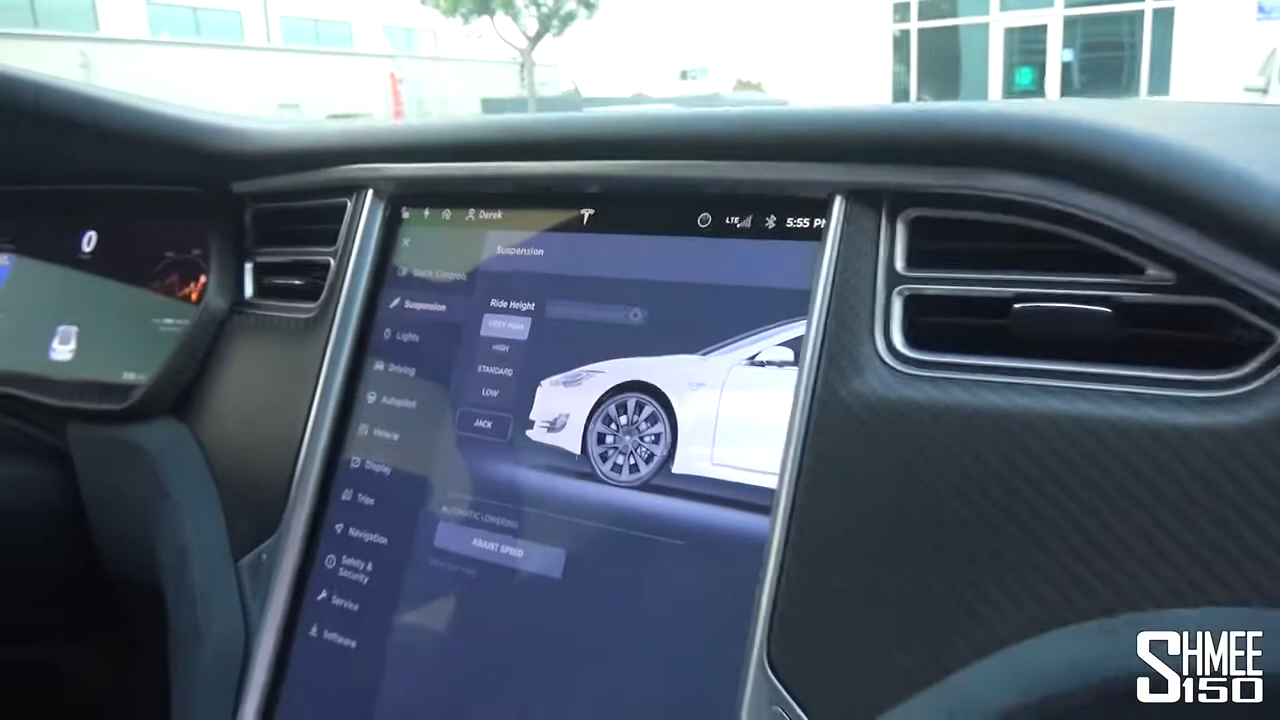 Derek
LTE
5:55 PM
0
Suspension
Quick Controls
Suspension
Lights
Driving
Autopilot
Vehicle
Display
Trips
Navigation
Safety &
Security
Service
Software
Ride Height
VERY HIGH
HIGH
STANDARD
LOW
JACK
AUTOMATIC LOWERING
ADJUST SPEED
SHMEE
150